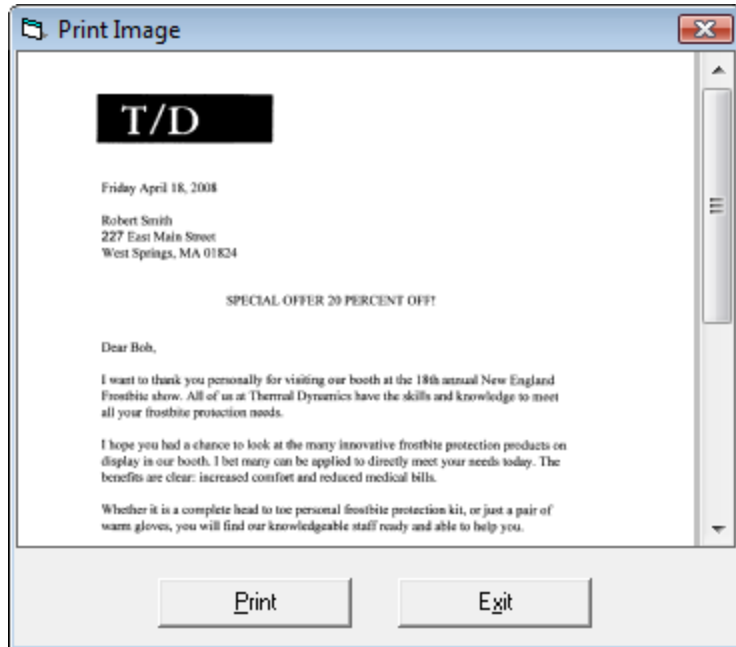 Print Image
T/D
Friday April 18, 2008
Robert Smith
227 East Main Street
West Springs, MA 01824
SPECIAL OFFER 20 PERCENT OFF!
Dear Bob,
I want to thank you personally for visiting our booth at the 18th annual New England
Frostbite show. All of us at Thermal Dynamics have the skills and knowledge to meet
all your frostbite protection needs.
I hope you had a chance to look at the many innovative frostbite protection products on
display in our booth. I bet many can be applied to directly meet your needs today. The
benefits are clear: increased comfort and reduced medical bills.
Whether it is a complete head to toe personal frostbite protection kit, or just a pair of
warm gloves, you will find our knowledgeable staff ready and able to help you.
Print
Exit